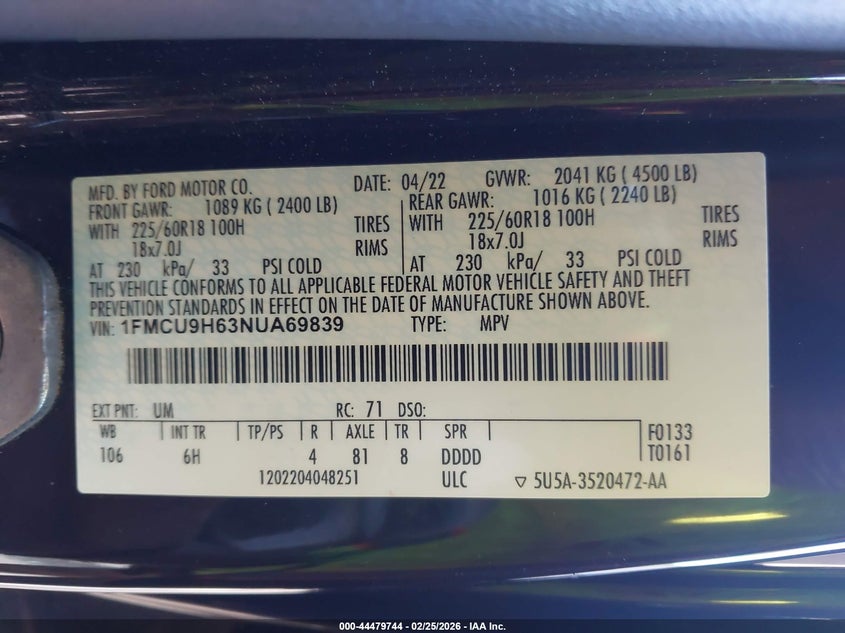 MFD. BY FORD MOTOR CO. DATE: 04/22 GVWR: 2041 KG ( 4500 LB)
FRONT GAWR: 1089 KG ( 2400 LB) REAR GAWR: 1016 KG ( 2240 LB)
WITH 225/60R18 100H TIRES WITH 225/60R18 100H TIRES
18x7.0J RIMS 18x7.0J RIMS
AT 230 kPa/ 33 PSI COLD AT 230 kPa/ 33 PSI COLD
THIS VEHICLE CONFORMS TO ALL APPLICABLE FEDERAL MOTOR VEHICLE SAFETY AND THEFT
PREVENTION STANDARDS IN EFFECT ON THE DATE OF MANUFACTURE SHOWN ABOVE.
VIN: 1FMCU9H63NUA69839 TYPE: MPV
EXT PNT: UM RC: 71 DSO:
WB INT TR TP/PS R AXLE TR SPR F0133
106 6H 4 81 8 DDDD T0161
1202204048251 ULC ▽ 5U5A-3520472-AA
000-44479744 | 02/25/2026 - IAA Inc.